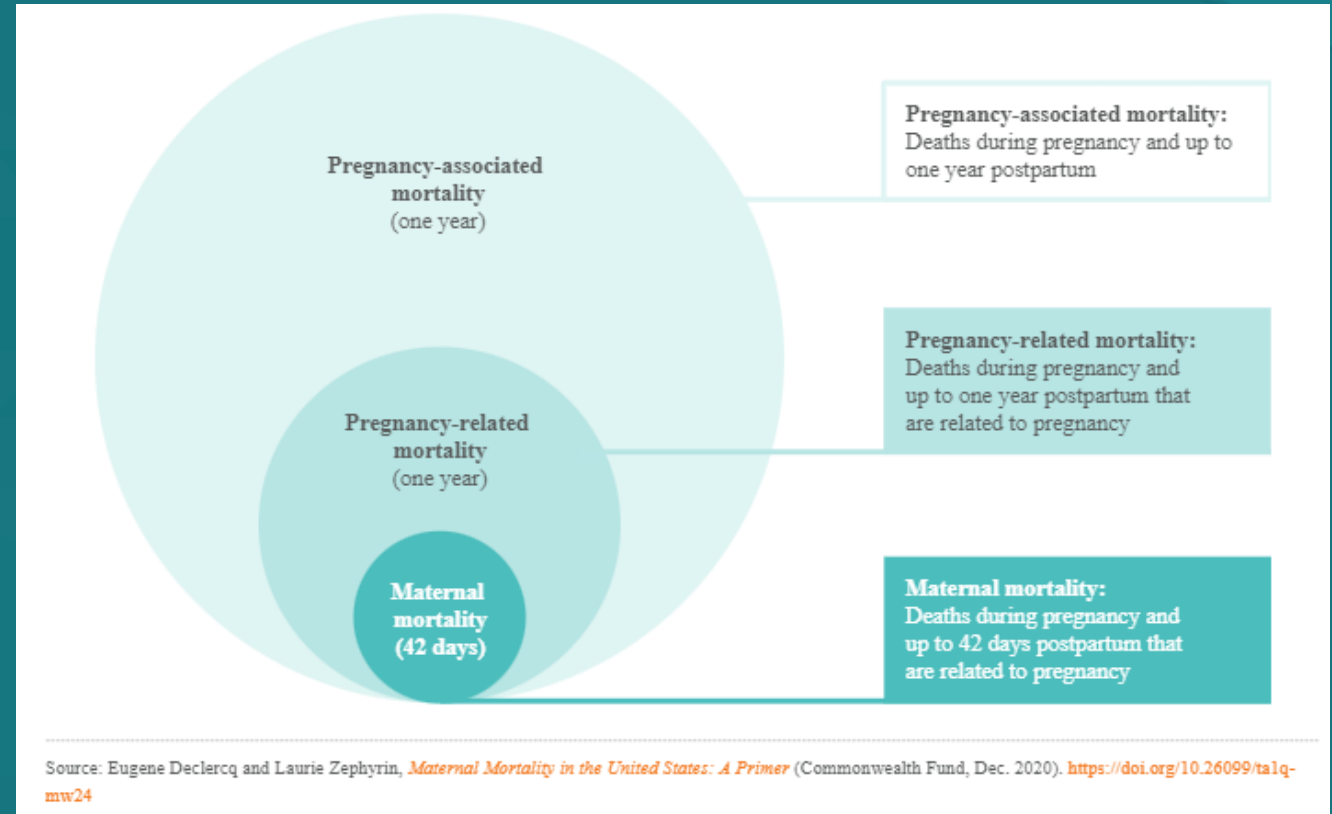 Pregnancy-associated
mortality
(one year)
Pregnancy-related
mortality
(one year)
Maternal
mortality
(42 days)
Pregnancy-associated mortality:
Deaths during pregnancy and up to
one year postpartum
Pregnancy-related mortality:
Deaths during pregnancy and
up to one year postpartum that
are related to pregnancy
Maternal mortality:
Deaths during pregnancy and
up to 42 days postpartum that
are related to pregnancy
Source: Eugene Declercq and Laurie Zephyrin, Maternal Mortality in the United States: A Primer (Commonwealth Fund, Dec. 2020). https://doi.org/10.26099/ta1q-
mw24